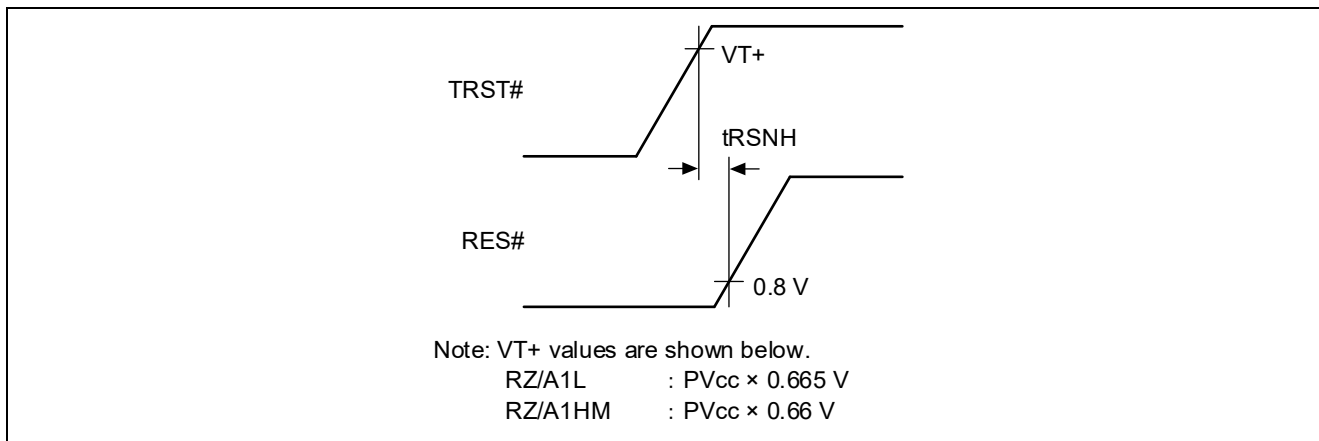 VT+
TRST#
tRSNH
RES#
0.8 V
Note: VT+ values are shown below.
RZ/A1L : PVcc × 0.665 V
RZ/A1HM : PVcc × 0.66 V